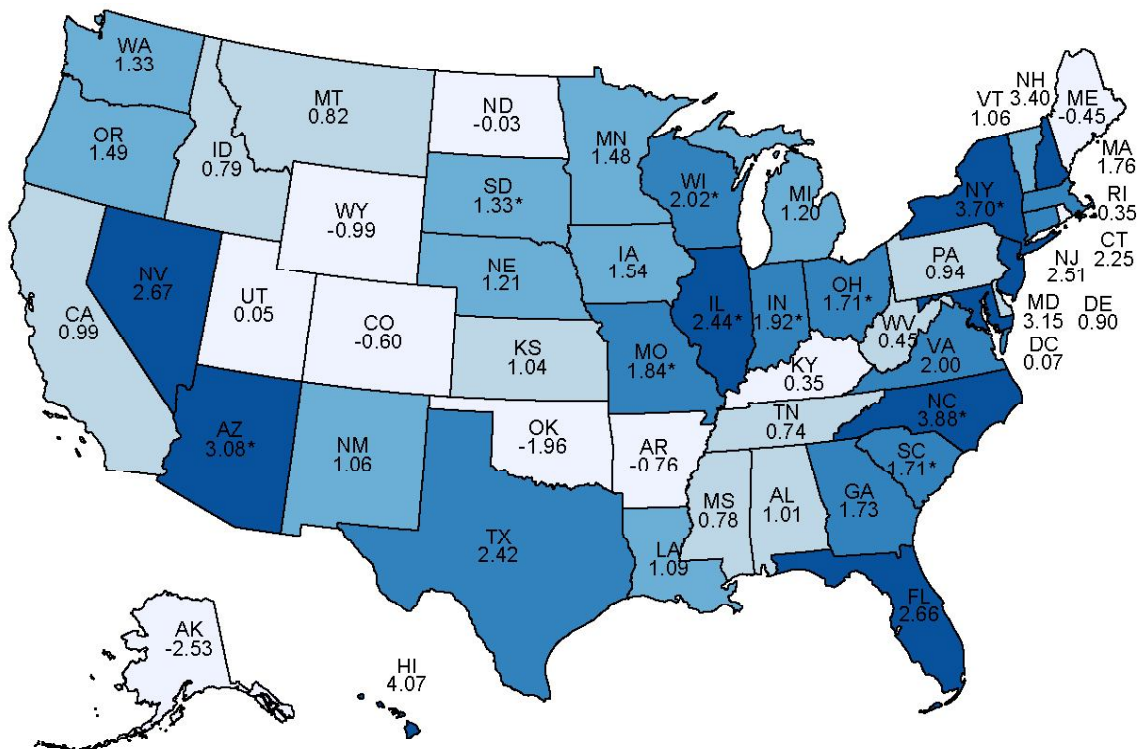 WA
1.33
OR
1.49
CA
0.99
NV
2.67
ID
0.79
MT
0.82
WY
-0.99
UT
0.05
CO
-0.60
AZ
3.08*
NM
1.06
ND
-0.03
SD
1.33*
NE
1.21
KS
1.04
OK
-1.96
TX
2.42
MN
1.48
IA
1.54
MO
1.84*
AR
-0.76
LA
1.09
WI
2.02*
IL
2.44*
MI
1.20
IN
1.92*
OH
1.71*
KY
0.35
TN
0.74
MS
0.78
AL
1.01
GA
1.73
FL
2.66
SC
1.71*
NC
3.88*
VA
2.00
WV
0.45
PA
0.94
NY
3.70*
VT
1.06
NH
3.40
ME
-0.45
MA
1.76
RI
0.35
CT
2.25
NJ
2.51
DE
0.90
MD
3.15
DC
0.07
AK
-2.53
HI
4.07